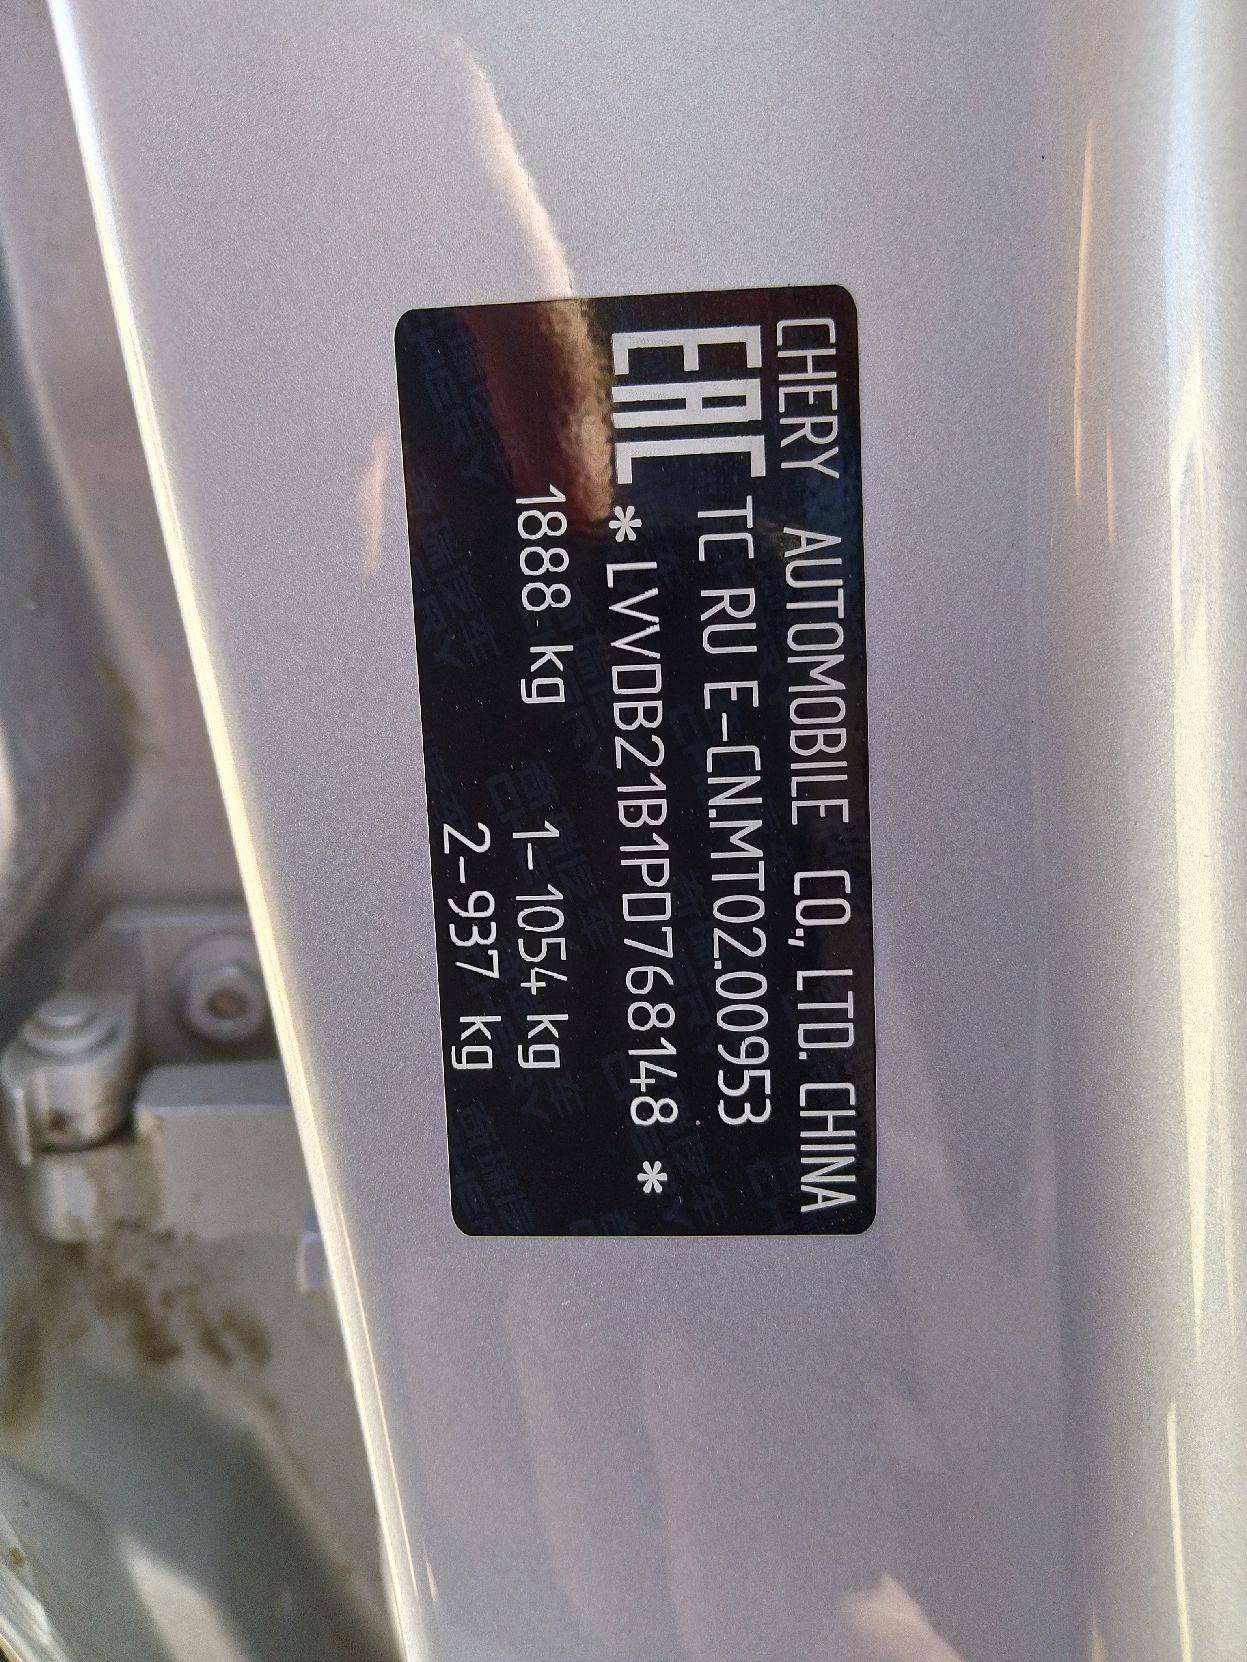 CHERY AUTOMOBILE CO., LTD. CHINA
EAC TC RU E-CN.MT02.00953
*LVVDB21B1PD768148*
1888 kg 1-1054 kg
2-937 kg